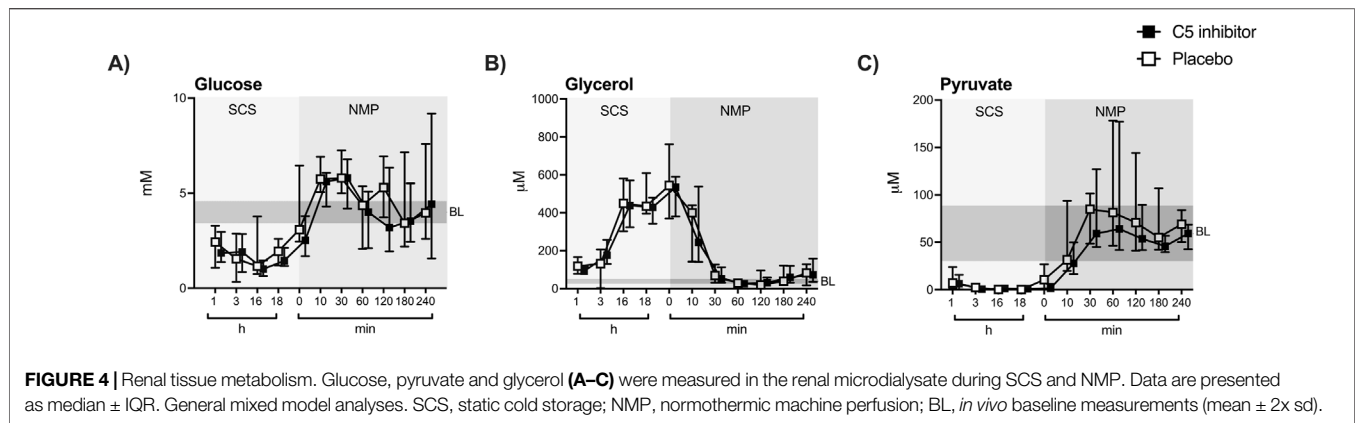 C5 inhibitor
Placebo
A)
Glucose
SCS
NMP
10
5
0
mM
BL
1 3 16 18 0 10 30 60 120 180 240
h
min
B)
Glycerol
SCS
NMP
1000
800
600
400
200
0
μM
BL
1 3 16 18 0 10 30 60 120 180 240
h
min
C)
Pyruvate
SCS
NMP
200
150
100
50
0
μM
BL
1 3 16 18 0 10 30 60 120 180 240
h
min
FIGURE 4 | Renal tissue metabolism. Glucose, pyruvate and glycerol (A–C) were measured in the renal microdialysate during SCS and NMP. Data are presented
as median ± IQR. General mixed model analyses. SCS, static cold storage; NMP, normothermic machine perfusion; BL, in vivo baseline measurements (mean ± 2x sd).